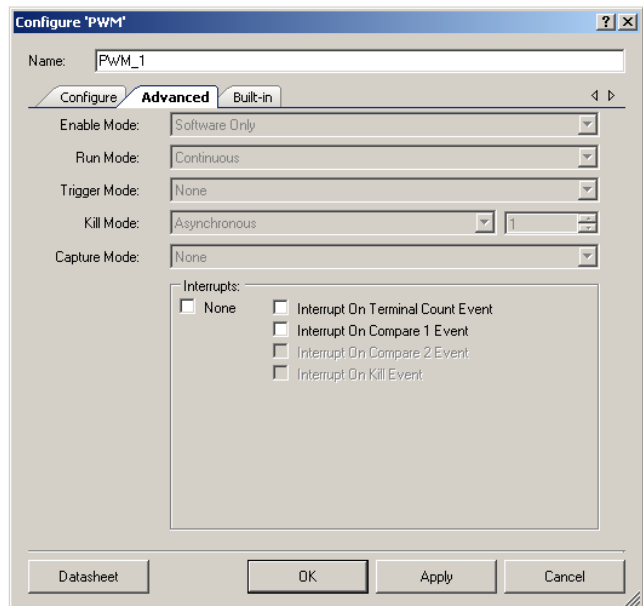 Configure 'PWM'
Name: PWM_1
Configure Advanced Built-in
Enable Mode: Software Only
Run Mode: Continuous
Trigger Mode: None
Kill Mode: Asynchronous 1
Capture Mode: None
Interrupts:
None Interrupt On Terminal Count Event
Interrupt On Compare 1 Event
Interrupt On Compare 2 Event
Interrupt On Kill Event
Datasheet OK Apply Cancel